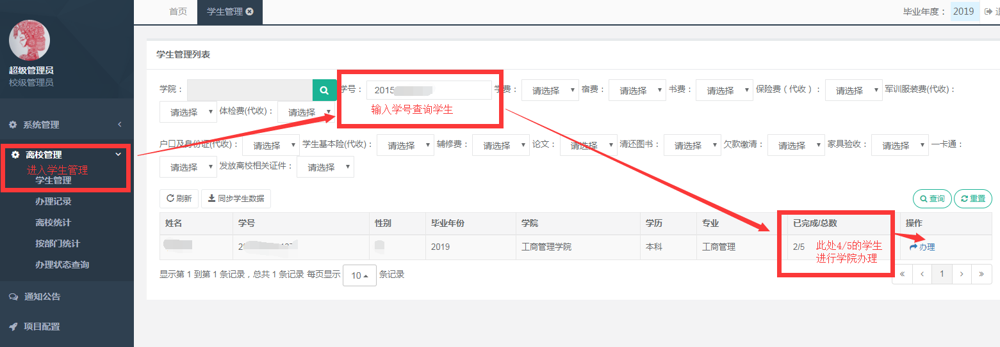 首页
学生管理
毕业年度： 2019
超级管理员
校级管理员
系统管理
离校管理
进入学生管理
学生管理
办理记录
离校统计
按部门统计
办理状态查询
通知公告
项目配置
学生管理列表
学院： 学号： 2015 学费： 请选择 宿费： 请选择 书费： 请选择 保险费（代收）： 请选择 军训服装费(代收)：
输入学号查询学生
请选择 体检费(代收)： 请选择
户口及身份证(代收)： 请选择 学生基本险(代收)： 请选择 辅修费： 请选择 论文： 请选择 清还图书： 请选择 欠款缴清： 请选择 家具验收： 请选择 一卡通：
请选择 发放离校相关证件： 请选择
刷新 同步学生数据 查询 重置
姓名 学号 性别 毕业年份 学院 学历 专业 已完成/总数 操作
2019 工商管理学院 本科 工商管理 2/5 办理
此处4/5的学生
进行学院办理
显示第 1 到第 1 条记录，总共 1 条记录 每页显示 10 条记录
« ‹ 1 › »